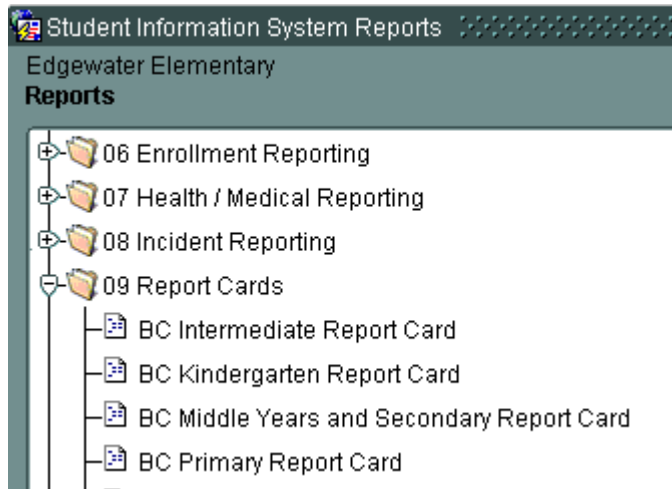 Student Information System Reports
Edgewater Elementary
Reports
06 Enrollment Reporting
07 Health / Medical Reporting
08 Incident Reporting
09 Report Cards
BC Intermediate Report Card
BC Kindergarten Report Card
BC Middle Years and Secondary Report Card
BC Primary Report Card